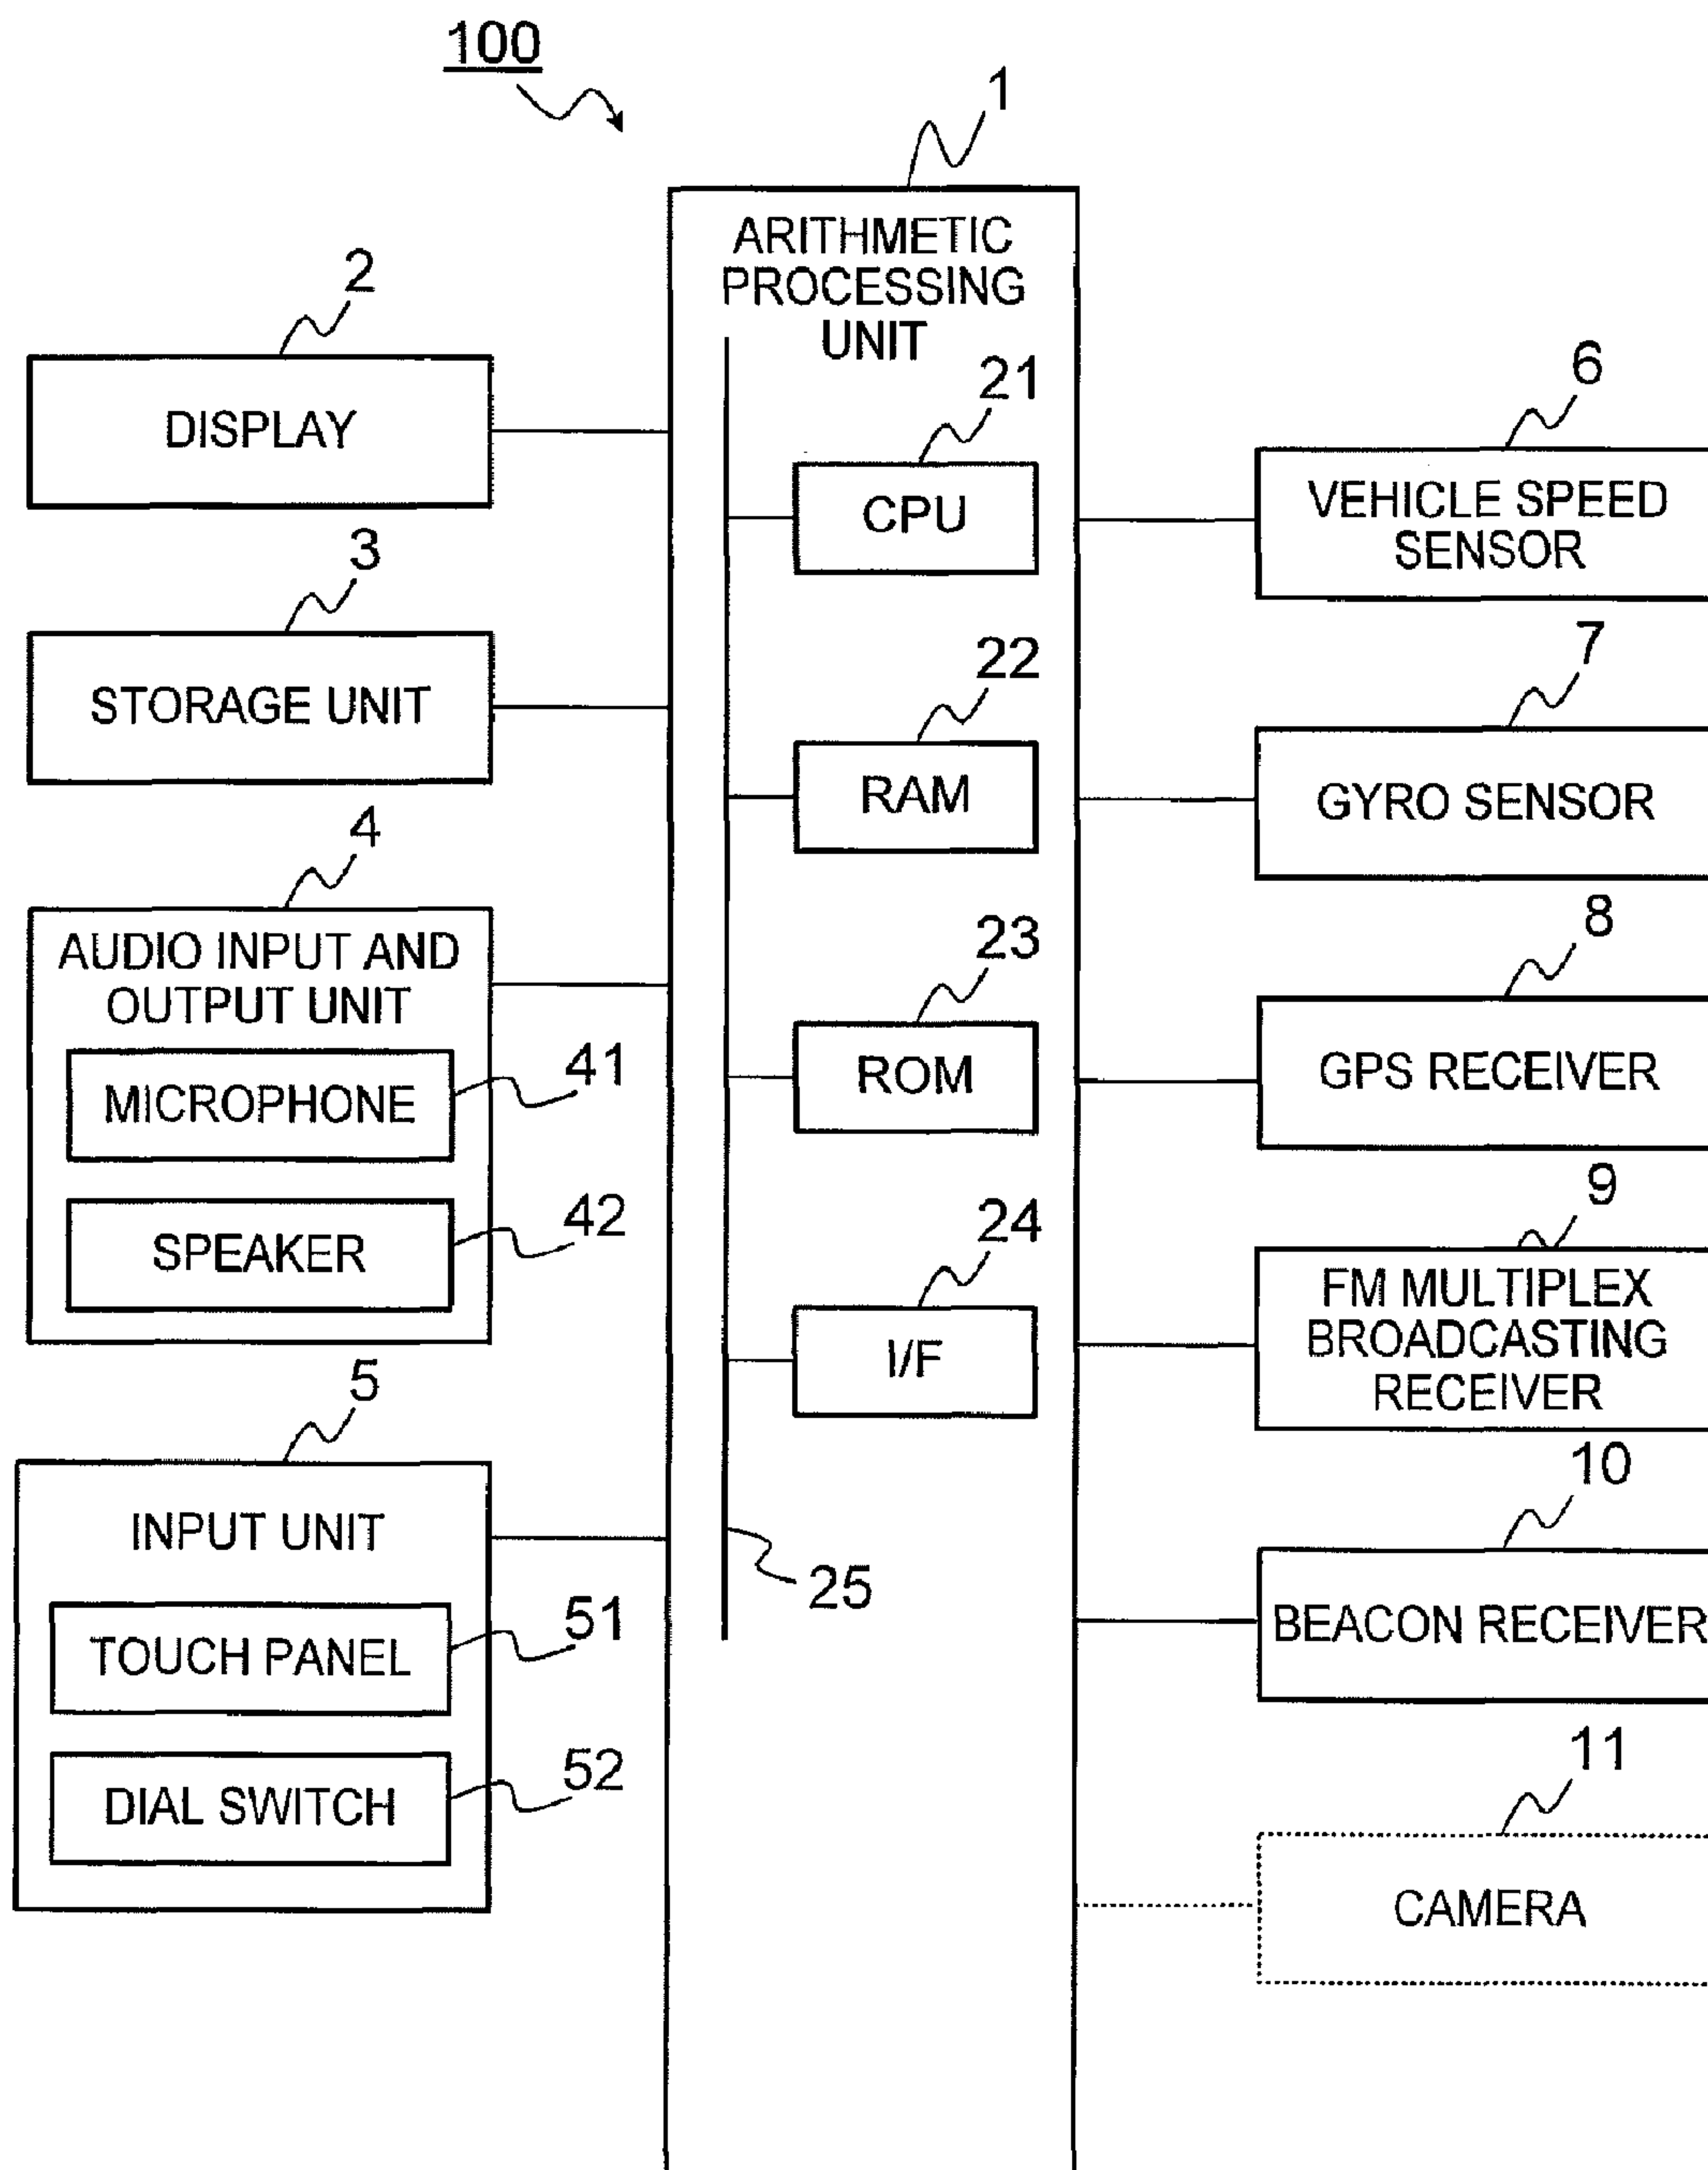 100
1
ARITHMETIC
PROCESSING
UNIT
2
DISPLAY
3
STORAGE UNIT
4
AUDIO INPUT AND
OUTPUT UNIT
MICROPHONE
41
SPEAKER
42
5
INPUT UNIT
TOUCH PANEL
51
DIAL SWITCH
52
21
CPU
22
RAM
23
ROM
24
I/F
25
6
VEHICLE SPEED
SENSOR
7
GYRO SENSOR
8
GPS RECEIVER
9
FM MULTIPLEX
BROADCASTING
RECEIVER
10
BEACON RECEIVER
11
CAMERA